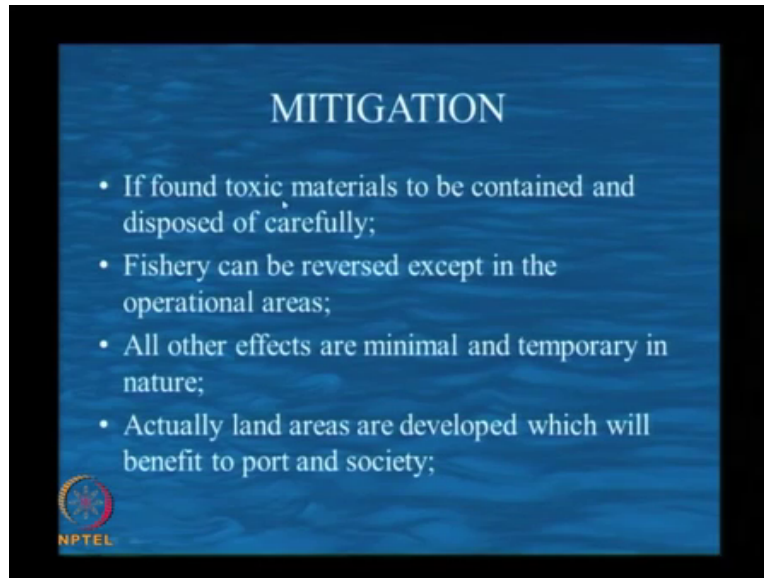 MITIGATION
• If found toxic materials to be contained and
disposed of carefully;
• Fishery can be reversed except in the
operational areas;
• All other effects are minimal and temporary in
nature;
• Actually land areas are developed which will
benefit to port and society;
NPTEL